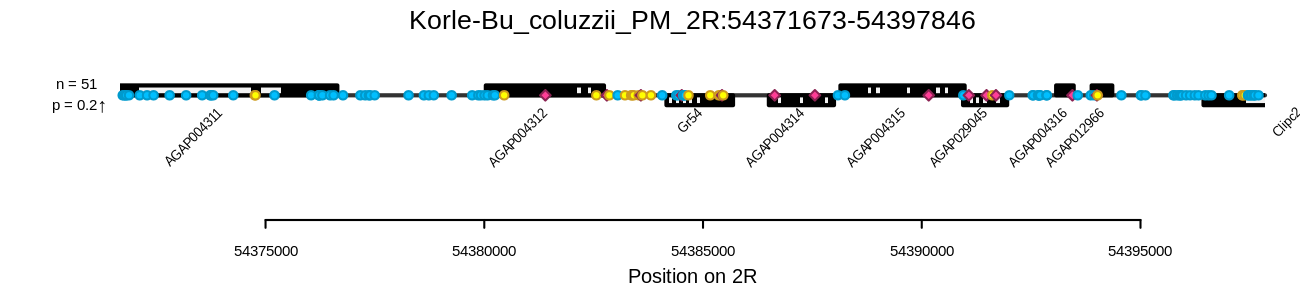 Korle-Bu_coluzzii_PM_2R:54371673-54397846
n = 51
p = 0.2↑
AGAP004311
AGAP004312
Gr54
AGAP004314
AGAP004315
AGAP029045
AGAP004316
AGAP012966
Clip2
54375000
54380000
54385000
54390000
54395000
Position on 2R